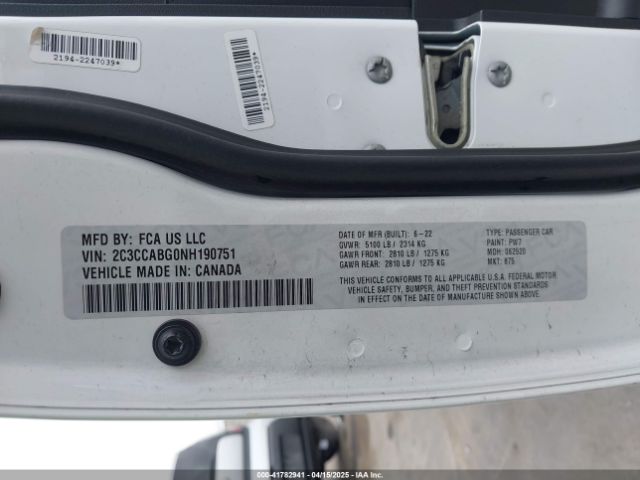 2194-2247039*
2194-2247039*
MFD BY: FCA US LLC
VIN: 2C3CCABG0NH190751
VEHICLE MADE IN: CANADA
DATE OF MFR (BUILT): 6-22
GVWR: 5100 LB / 2314 KG
GAWR FRONT: 2810 LB / 1275 KG
GAWR REAR: 2810 LB / 1275 KG
TYPE: PASSENGER CAR
PAINT: PW7
MDH: 062520
MKT: 875
THIS VEHICLE CONFORMS TO ALL APPLICABLE U.S.A. FEDERAL MOTOR
VEHICLE SAFETY, BUMPER, AND THEFT PREVENTION STANDARDS
IN EFFECT ON THE DATE OF MANUFACTURE SHOWN ABOVE.
000-41782941 - 04/15/2025 - COPYRIGHT IAA, LLC.